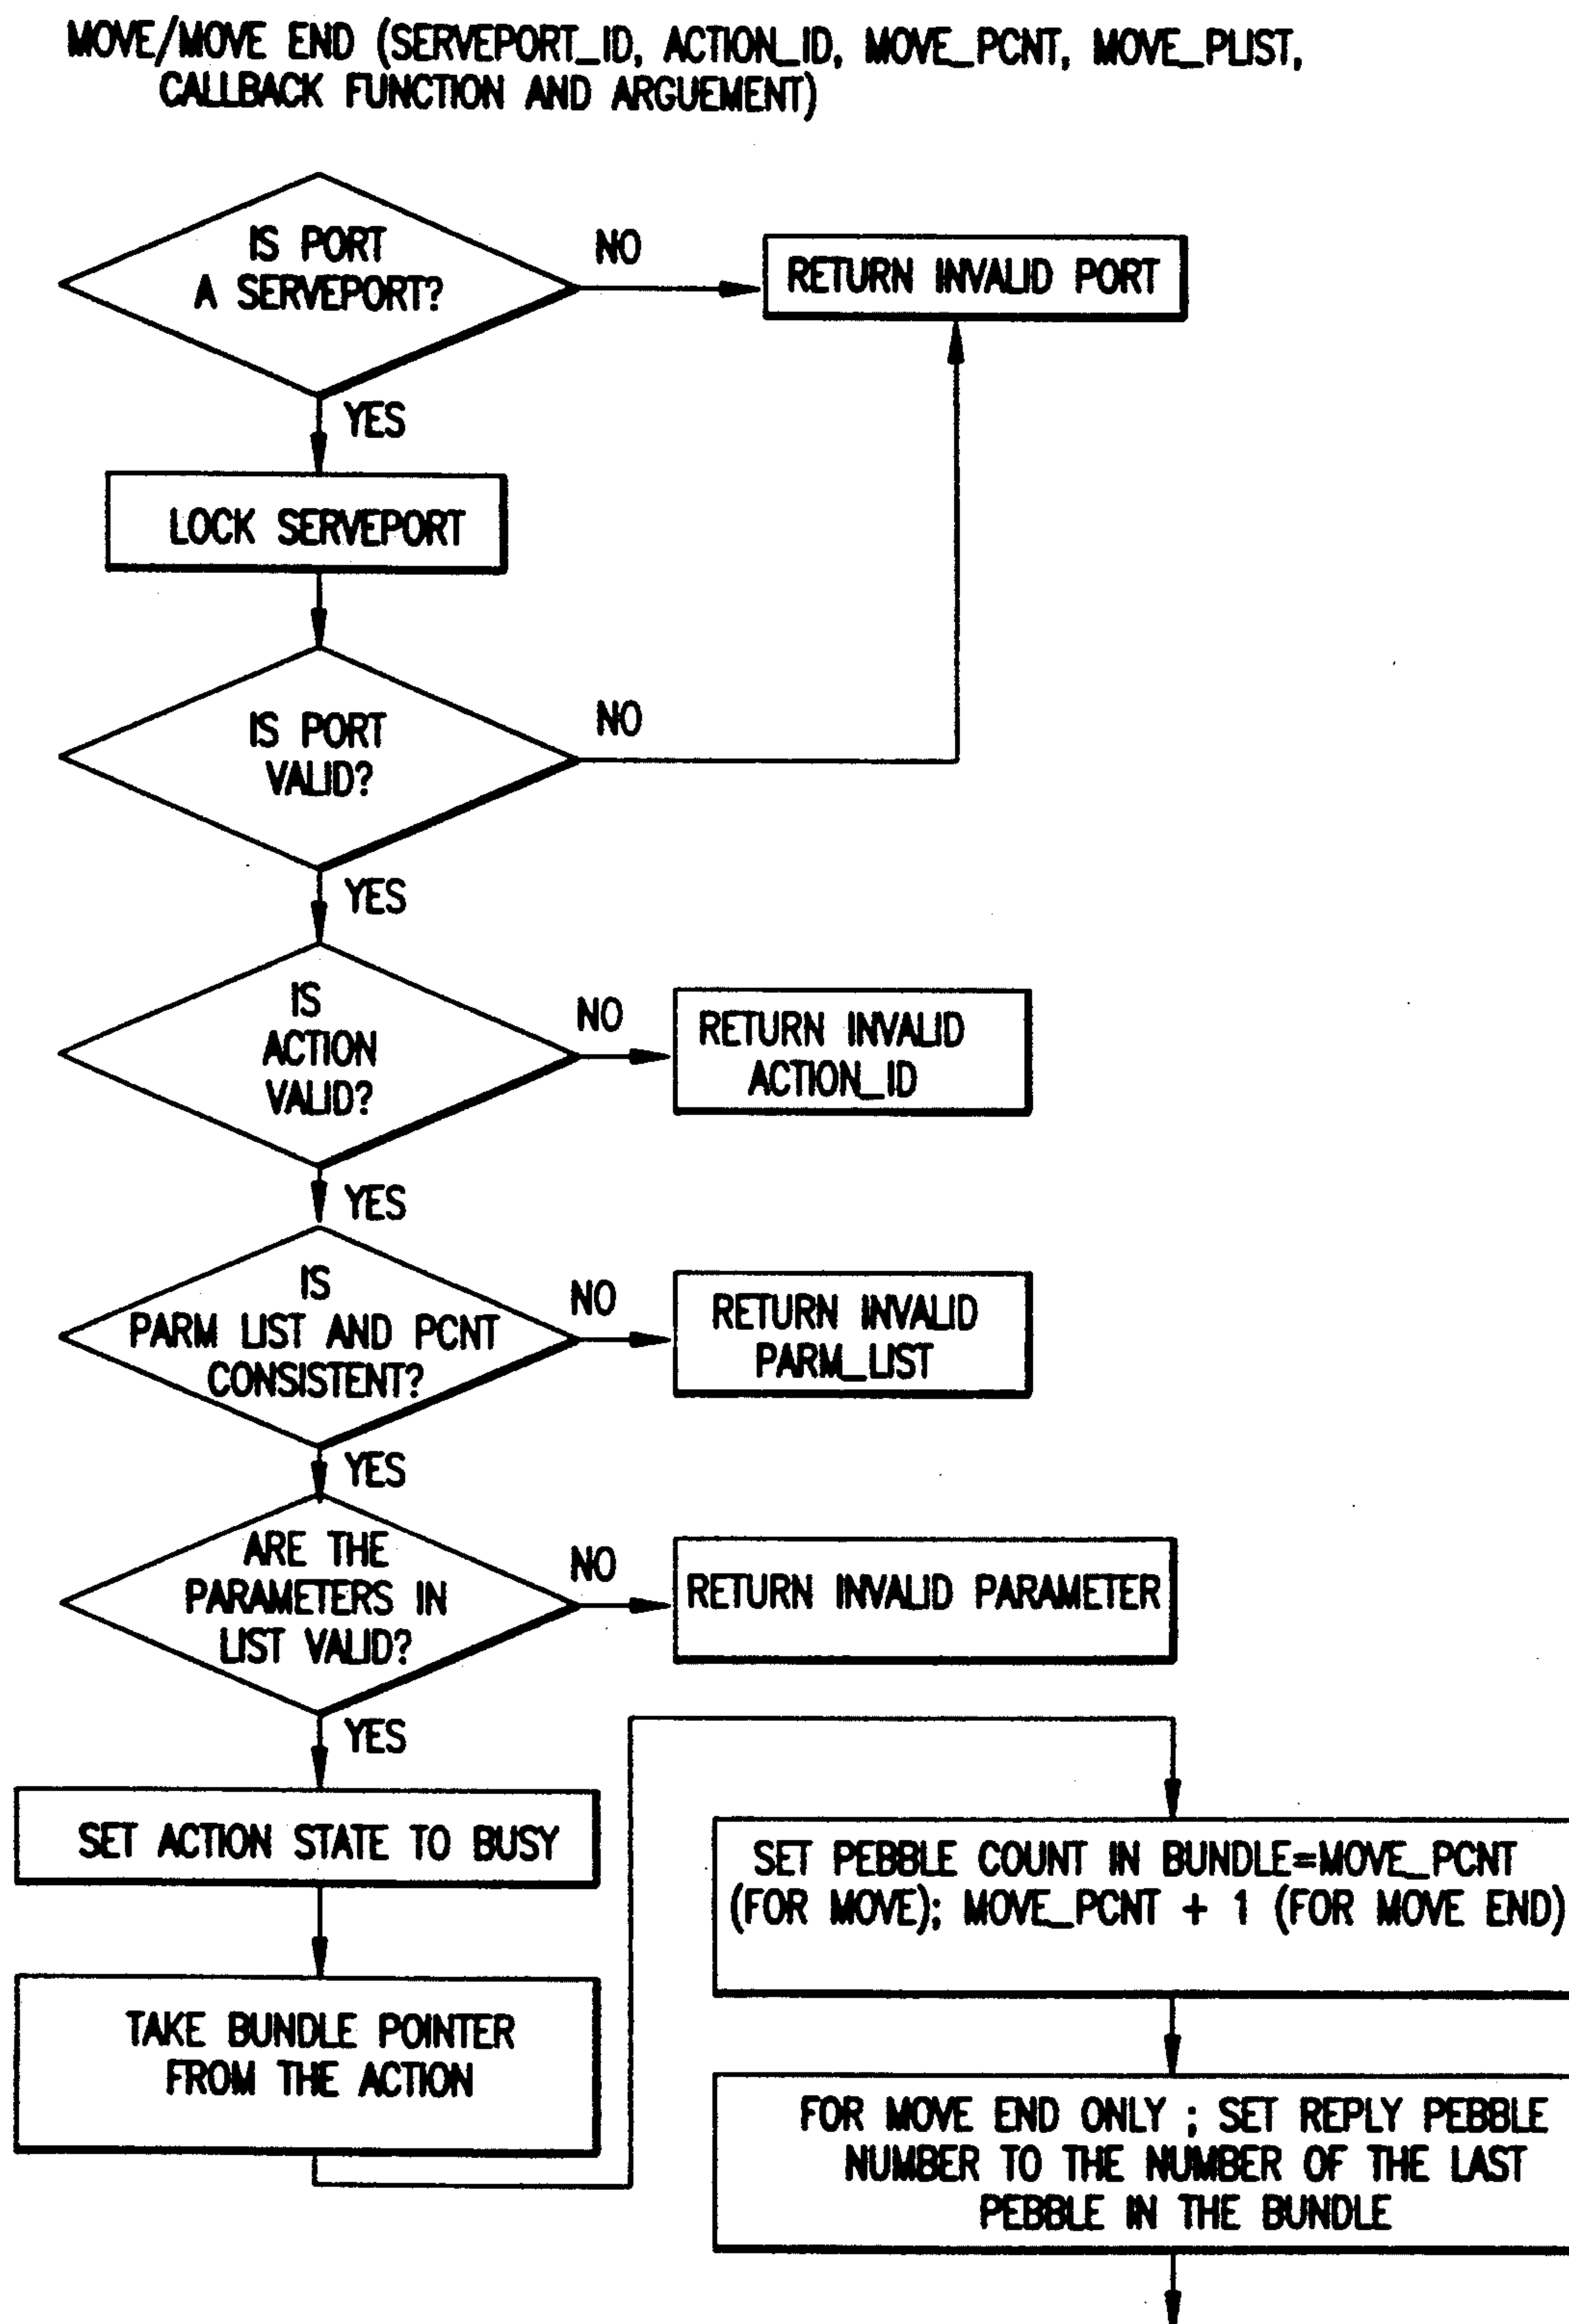 MOVE/MOVE END (SERVEPORT_ID, ACTION_ID, MOVE_PCNT, MOVE_PLIST,
CALLBACK FUNCTION AND ARGUEMENT)
IS PORT
A SERVEPORT?
NO
RETURN INVALID PORT
YES
LOCK SERVEPORT
IS PORT
VALID?
NO
YES
IS
ACTION
VALID?
NO
RETURN INVALID
ACTION_ID
YES
IS
PARM LIST AND PCNT
CONSISTENT?
NO
RETURN INVALID
PARM_LIST
YES
ARE THE
PARAMETERS IN
LIST VALID?
NO
RETURN INVALID PARAMETER
YES
SET ACTION STATE TO BUSY
TAKE BUNDLE POINTER
FROM THE ACTION
SET PEBBLE COUNT IN BUNDLE=MOVE_PCNT
(FOR MOVE); MOVE_PCNT + 1 (FOR MOVE END)
FOR MOVE END ONLY ; SET REPLY PEBBLE
NUMBER TO THE NUMBER OF THE LAST
PEBBLE IN THE BUNDLE